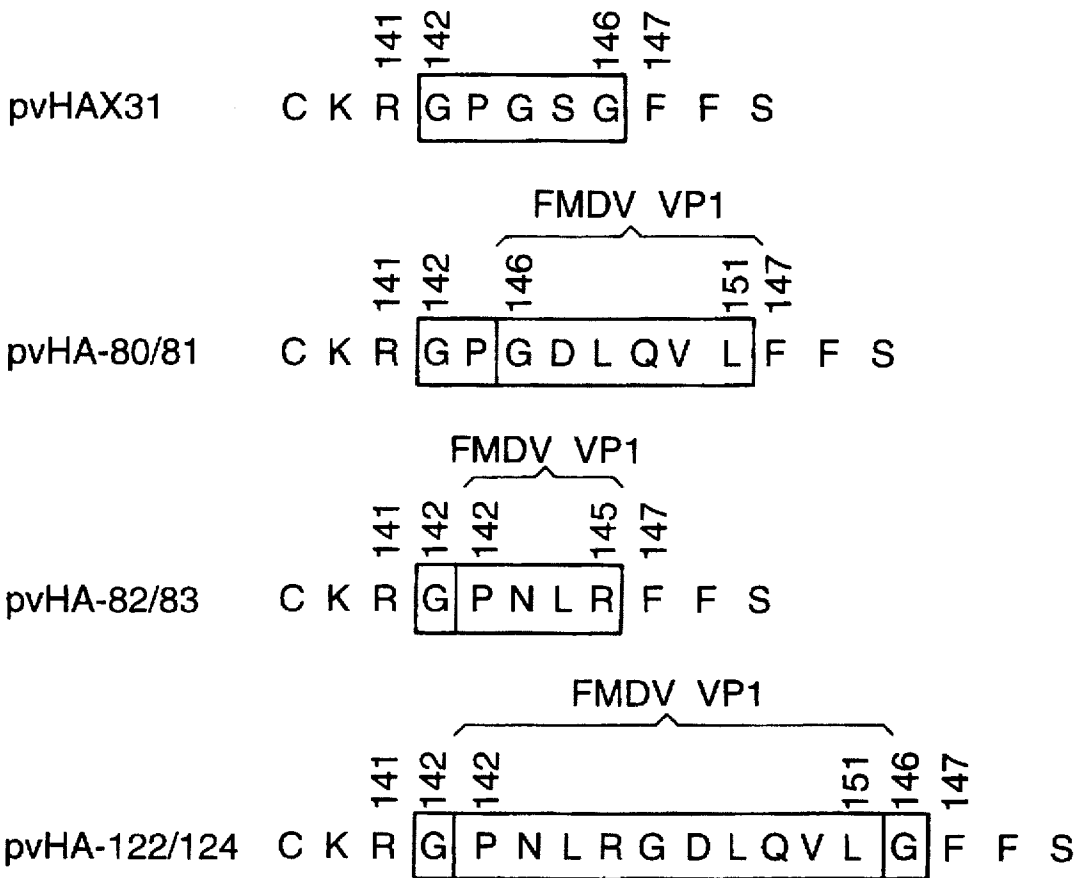 141 142 146 147
pvHAX31 C K R G P G S G F F S
FMDV VP1
141 142 146 151 147
pvHA-80/81 C K R G P G D L Q V L F F S
FMDV VP1
141 142 142 145 147
pvHA-82/83 C K R G P N L R F F S
FMDV VP1
141 142 142 151 146 147
pvHA-122/124 C K R G P N L R G D L Q V L G F F S